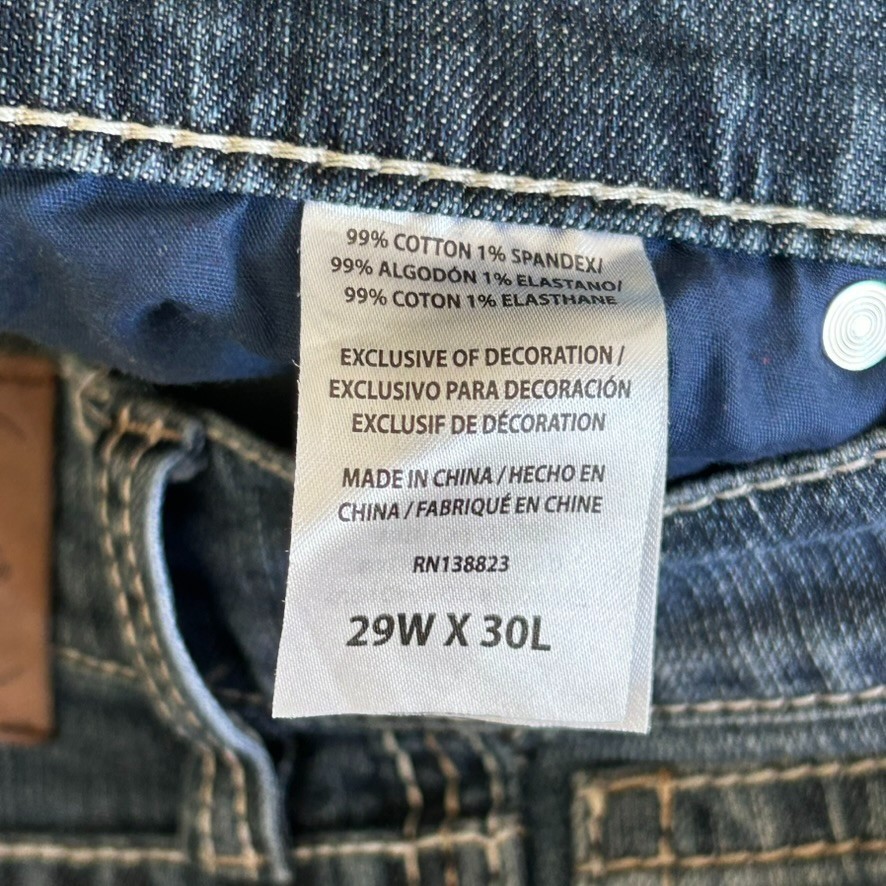 99% COTTON 1% SPANDEX/
99% ALGODÓN 1% ELASTANO/
99% COTON 1% ELASTHANE
EXCLUSIVE OF DECORATION /
EXCLUSIVO PARA DECORACIÓN
EXCLUSIF DE DÉCORATION
MADE IN CHINA / HECHO EN
CHINA / FABRIQUÉ EN CHINE
RN138823
29W X 30L